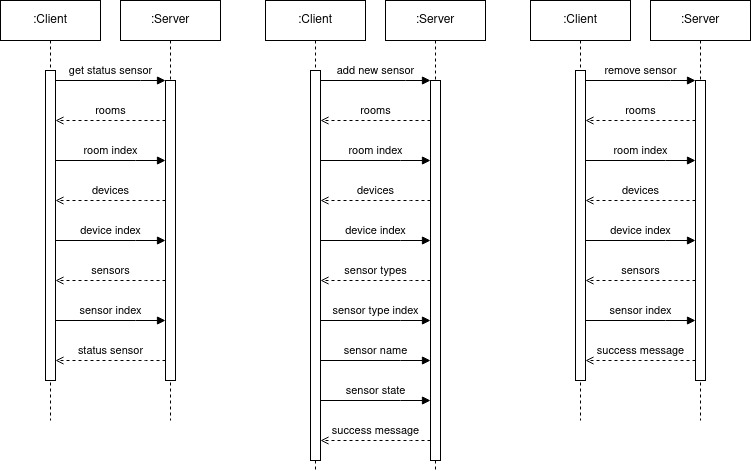 :Client
:Server
get status sensor
rooms
room index
devices
device index
sensors
sensor index
status sensor
:Client
:Server
add new sensor
rooms
room index
devices
device index
sensor types
sensor type index
sensor name
sensor state
success message
:Client
:Server
remove sensor
rooms
room index
devices
device index
sensors
sensor index
success message